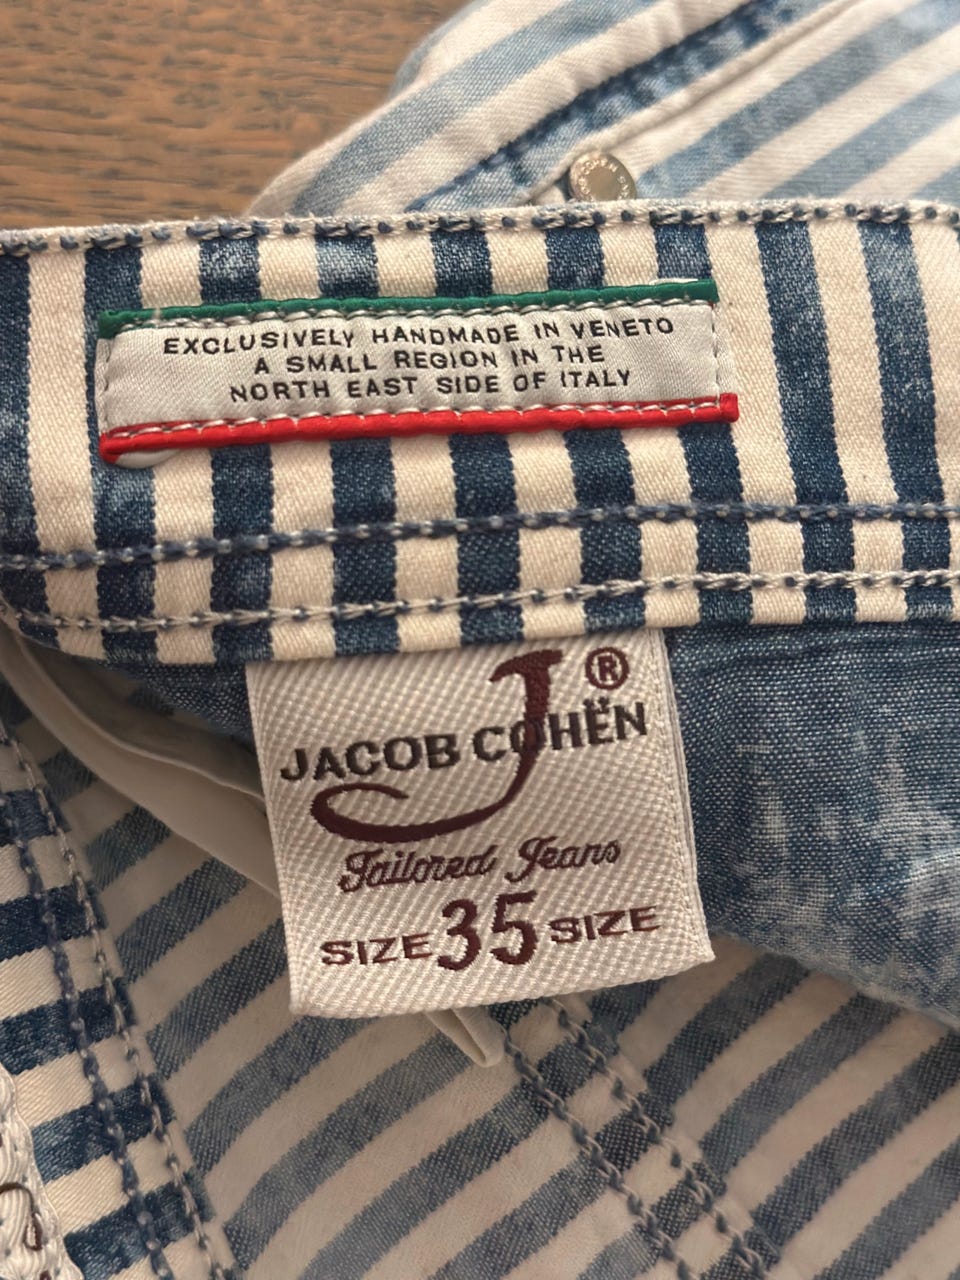 EXCLUSIVELY HANDMADE IN VENETO
A SMALL REGION IN THE
NORTH EAST SIDE OF ITALY
J®
JACOB COHËN
Tailored Jeans
SIZE 35 SIZE